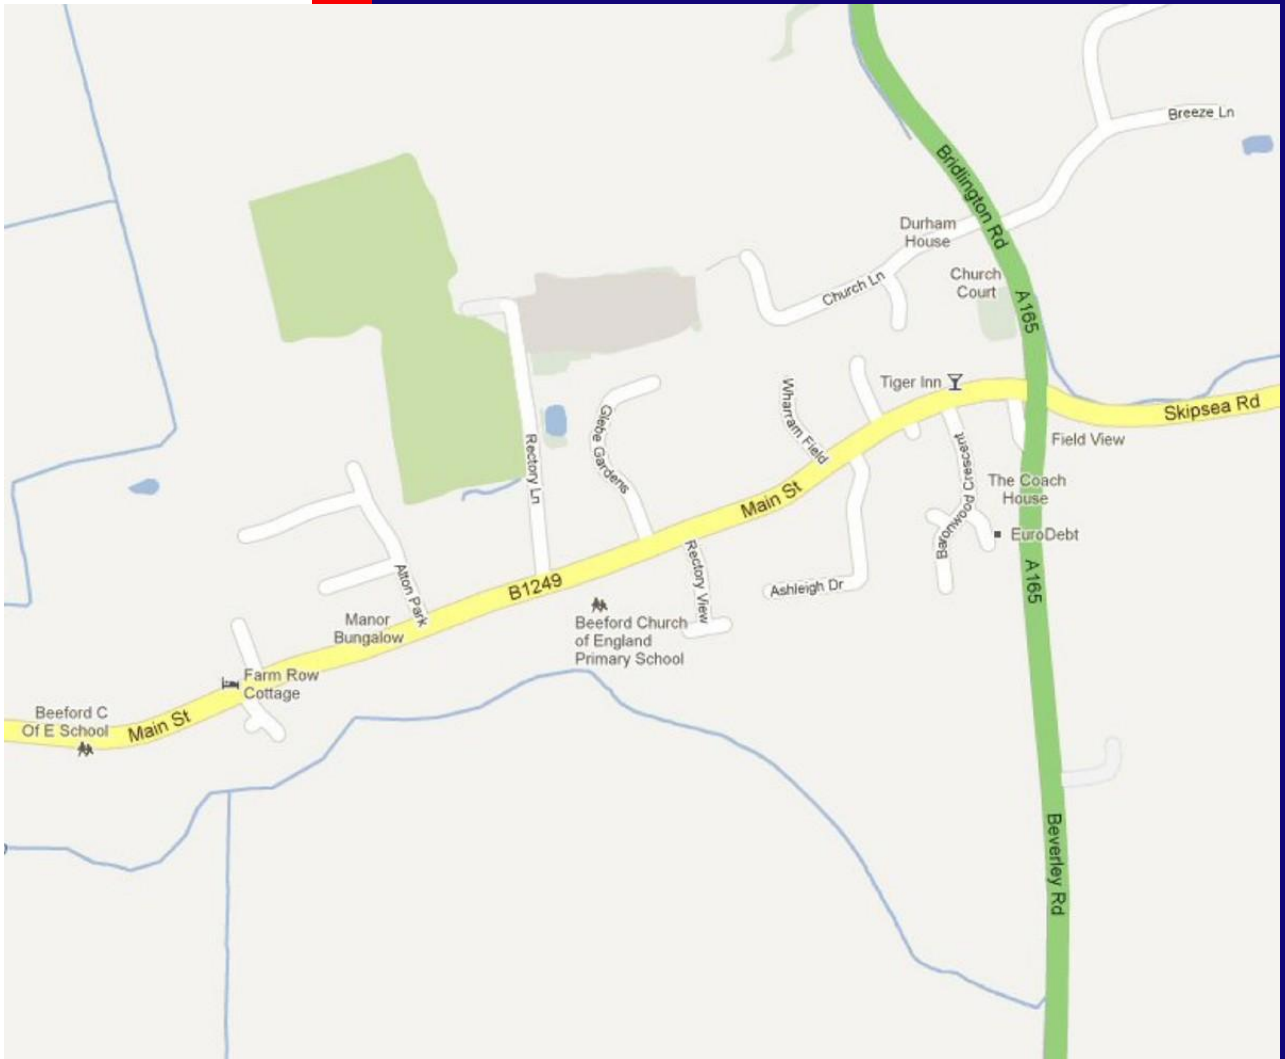 Breeze Ln
Bridlington Rd
Durham
House
Church
Court
Church Ln
A165
Tiger Inn
Skipsea Rd
Wharram Field
Glebe Gardens
Rectory Ln
Field View
Baronwood Crescent
The Coach
House
Main St
EuroDebt
Rectory View
Ashleigh Dr
A165
B1249
Alton Park
Manor
Bungalow
Beeford Church
of England
Primary School
Farm Row
Cottage
Beeford C
Of E School
Main St
Beverley Rd